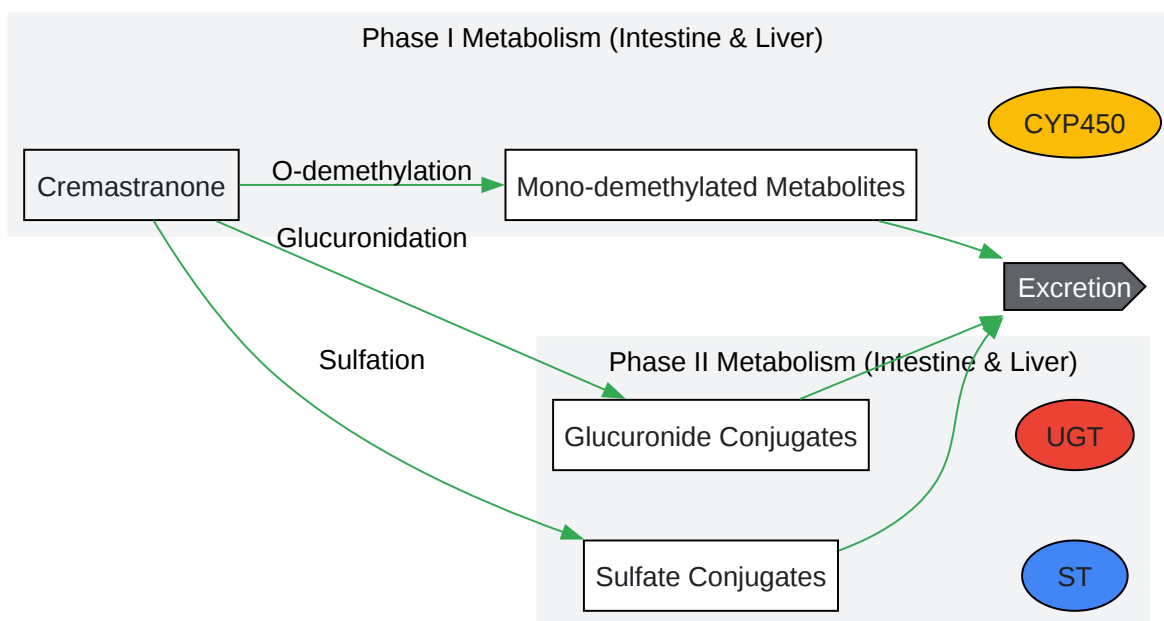 Phase I Metabolism (Intestine & Liver)
CYP450
Cremastranone
O-demethylation
Mono-demethylated Metabolites
Glucuronidation
Excretion
Sulfation
Phase II Metabolism (Intestine & Liver)
Glucuronide Conjugates
UGT
Sulfate Conjugates
ST